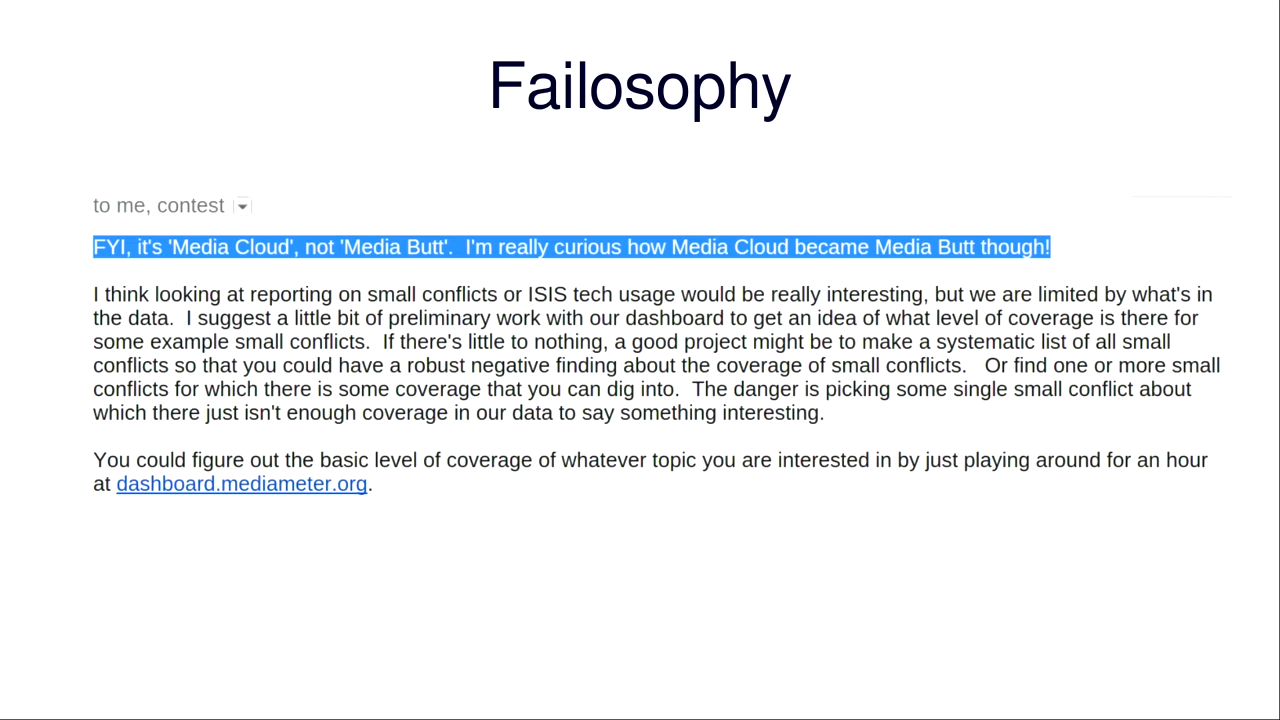 Failosophy
to me, contest
FYI, it's 'Media Cloud', not 'Media Butt'.  I'm really curious how Media Cloud became Media Butt though!
I think looking at reporting on small conflicts or ISIS tech usage would be really interesting, but we are limited by what's in
the data.  I suggest a little bit of preliminary work with our dashboard to get an idea of what level of coverage is there for
some example small conflicts.  If there's little to nothing, a good project might be to make a systematic list of all small
conflicts so that you could have a robust negative finding about the coverage of small conflicts.   Or find one or more small
conflicts for which there is some coverage that you can dig into.  The danger is picking some single small conflict about
which there just isn't enough coverage in our data to say something interesting.
You could figure out the basic level of coverage of whatever topic you are interested in by just playing around for an hour
at dashboard.mediameter.org.